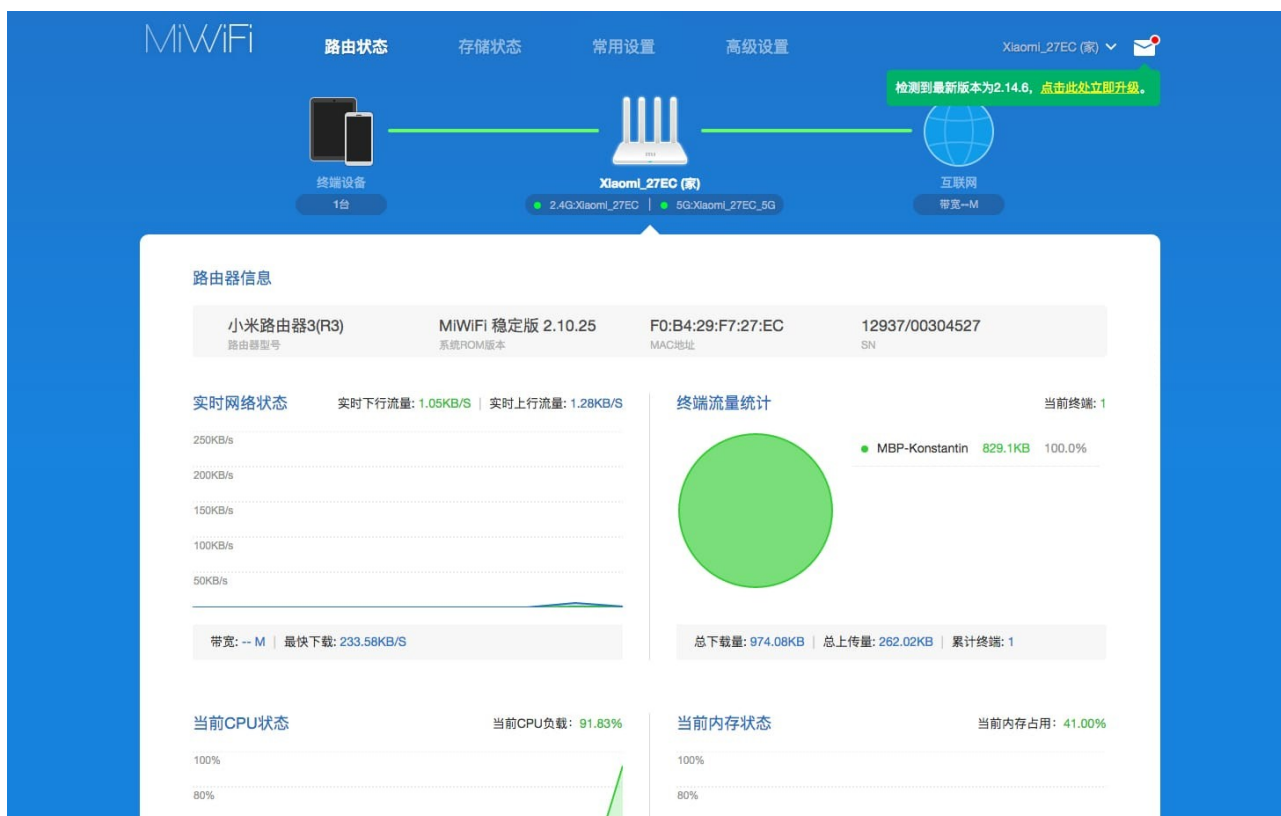 MiWiFi 路由状态 存储状态 常用设置 高级设置 Xiaomi_27EC (家)
检测到最新版本为2.14.6，点击此处立即升级。
终端设备 Xiaomi_27EC (家) 互联网
1台 2.4G:Xiaomi_27EC | 5G:Xiaomi_27EC_5G 带宽--M
路由器信息
小米路由器3(R3) MiWiFi 稳定版 2.10.25 F0:B4:29:F7:27:EC 12937/00304527
路由器型号 系统ROM版本 MAC地址 SN
实时网络状态 实时下行流量: 1.05KB/S | 实时上行流量: 1.28KB/S
250KB/s
200KB/s
150KB/s
100KB/s
50KB/s
带宽: -- M | 最快下载: 233.58KB/S
终端流量统计 当前终端: 1
MBP-Konstantin 829.1KB 100.0%
总下载量: 974.08KB | 总上传量: 262.02KB | 累计终端: 1
当前CPU状态 当前CPU负载: 91.83%
100%
80%
当前内存状态 当前内存占用: 41.00%
100%
80%